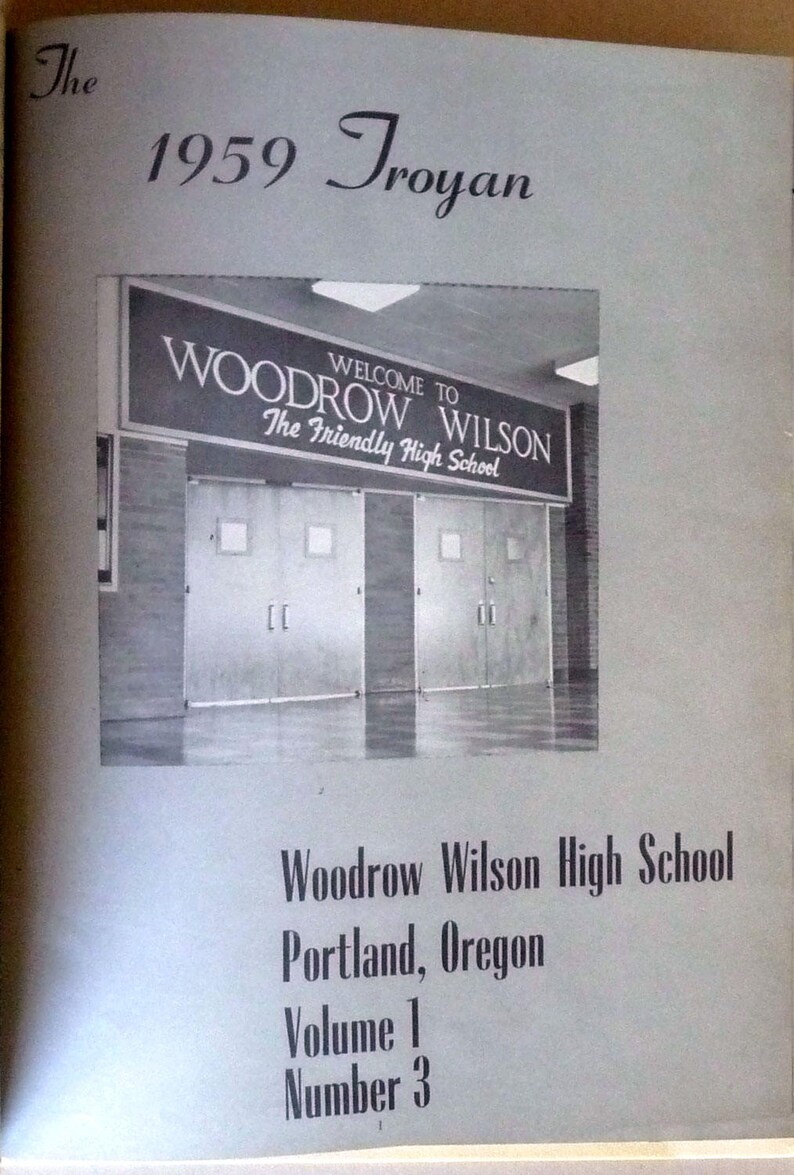 The
1959 Troyan
WELCOME TO
WOODROW WILSON
The Friendly High School
Woodrow Wilson High School
Portland, Oregon
Volume 1
Number 3
1